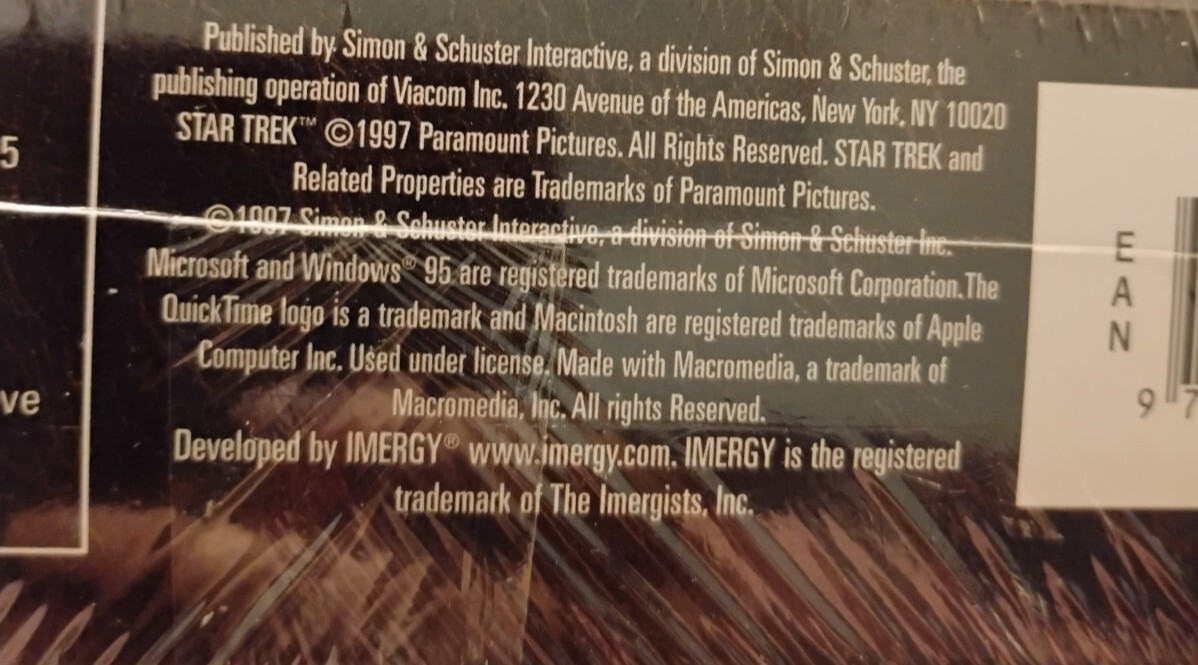 Published by Simon & Schuster Interactive, a division of Simon & Schuster, the
publishing operation of Viacom Inc. 1230 Avenue of the Americas, New York, NY 10020
STAR TREK™ ©1997 Paramount Pictures. All Rights Reserved. STAR TREK and
Related Properties are Trademarks of Paramount Pictures.
©1997 Simon & Schuster Interactive, a division of Simon & Schuster Inc.
Microsoft and Windows® 95 are registered trademarks of Microsoft Corporation.The
QuickTime logo is a trademark and Macintosh are registered trademarks of Apple
Computer Inc. Used under license. Made with Macromedia, a trademark of
Macromedia, Inc. All rights Reserved.
Developed by IMERGY® www.imergy.com. IMERGY is the registered
trademark of The Imergists, Inc.
5
ve
EAN
9 7